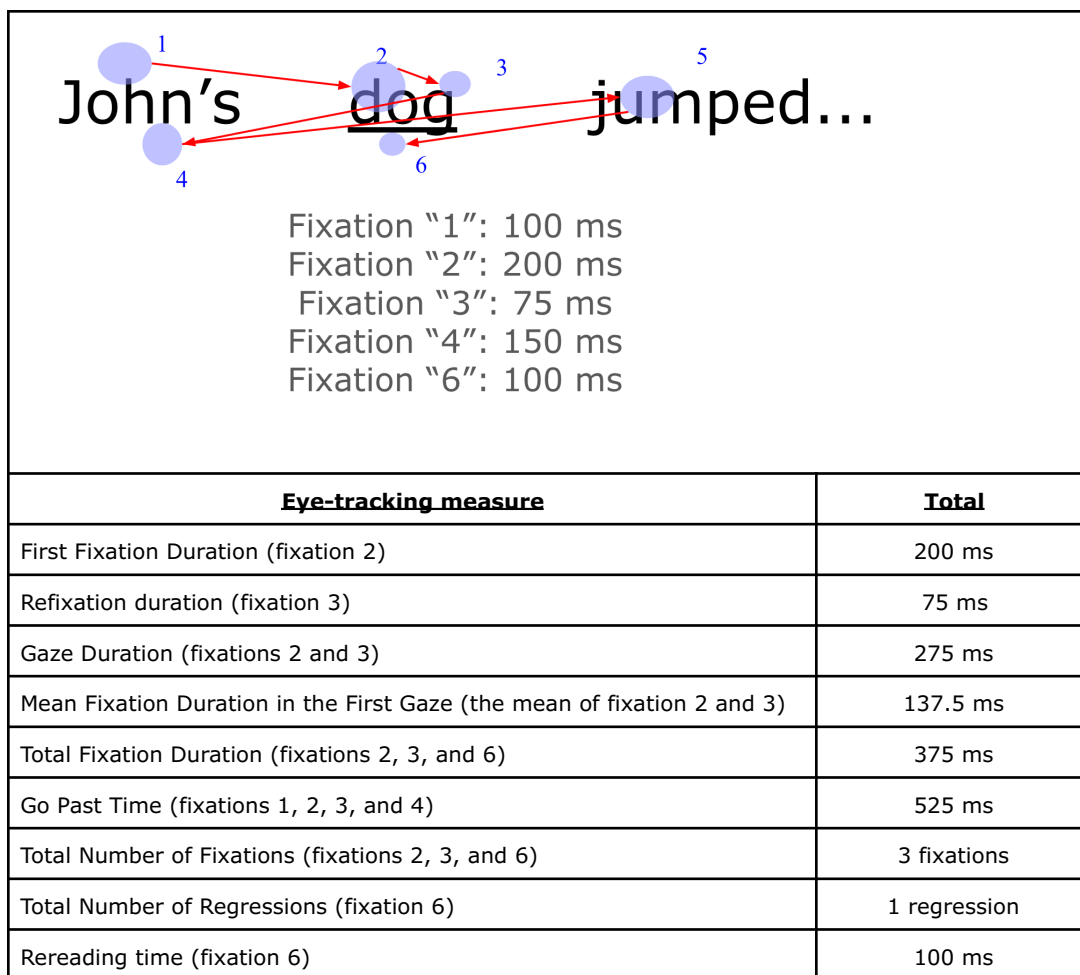 1
2
3
5
John's dog jumped...
4
6
Fixation “1”: 100 ms
Fixation “2”: 200 ms
Fixation “3”: 75 ms
Fixation “4”: 150 ms
Fixation “6”: 100 ms
Eye-tracking measure Total
First Fixation Duration (fixation 2) 200 ms
Refixation duration (fixation 3) 75 ms
Gaze Duration (fixations 2 and 3) 275 ms
Mean Fixation Duration in the First Gaze (the mean of fixation 2 and 3) 137.5 ms
Total Fixation Duration (fixations 2, 3, and 6) 375 ms
Go Past Time (fixations 1, 2, 3, and 4) 525 ms
Total Number of Fixations (fixations 2, 3, and 6) 3 fixations
Total Number of Regressions (fixation 6) 1 regression
Rereading time (fixation 6) 100 ms